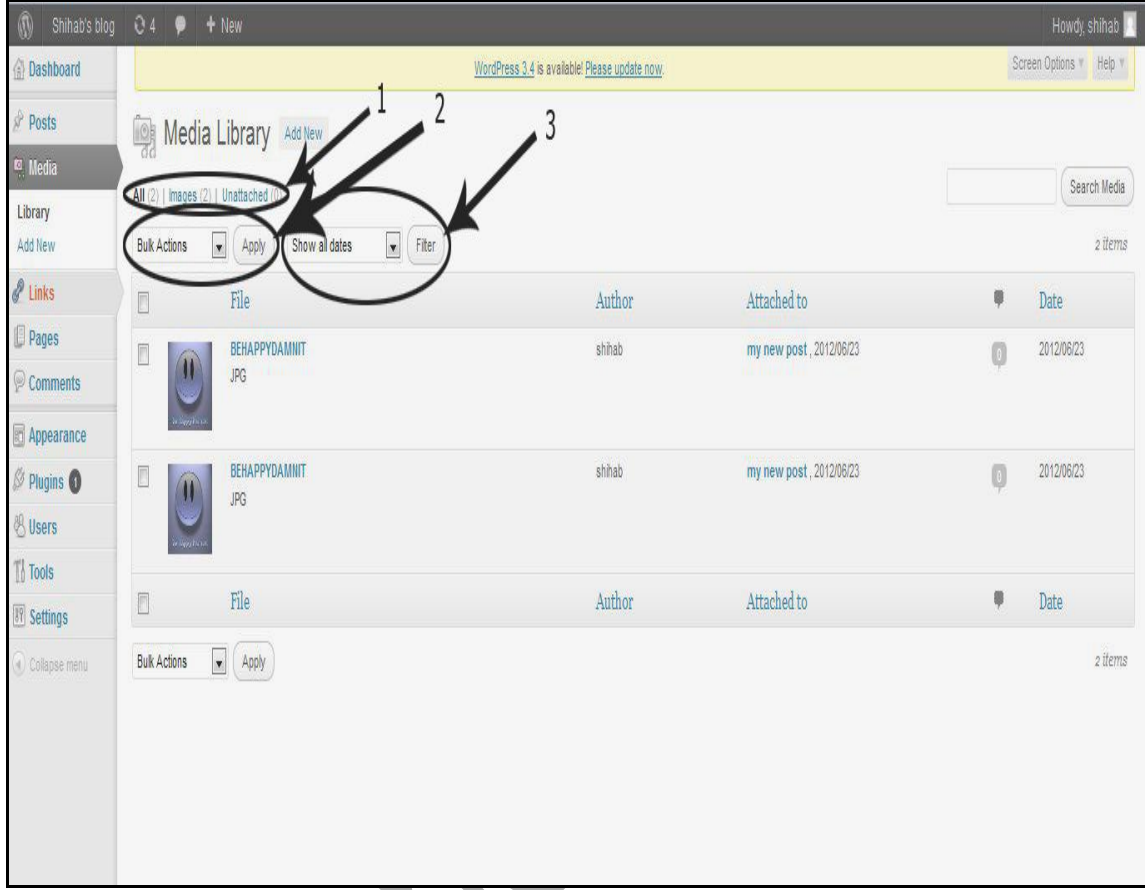 Shihab's blog 4 + New Howdy, shihab
WordPress 3.4 is available! Please update now. Screen Options Help
Dashboard
Posts
Media
Library
Add New
Links
Pages
Comments
Appearance
Plugins 1
Users
Tools
Settings
Collapse menu
1 2 3
Media Library Add New
All (2) | Images (2) | Unattached (0)
Search Media
Bulk Actions Apply Show all dates Filter 2 items
File Author Attached to Date
BEHAPPYDAMNIT shihab my new post , 2012/06/23 0 2012/06/23
JPG
BEHAPPYDAMNIT shihab my new post , 2012/06/23 0 2012/06/23
JPG
File Author Attached to Date
Bulk Actions Apply 2 items